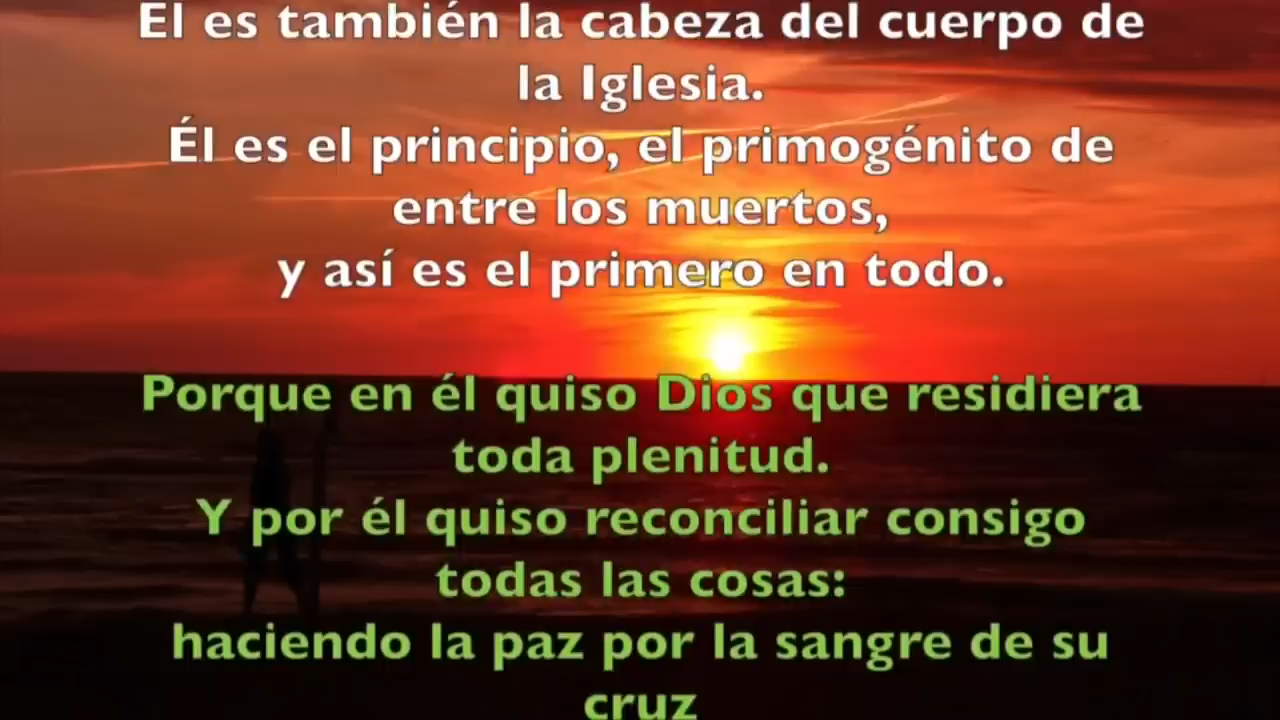 Él es también la cabeza del cuerpo de
la Iglesia.
Él es el principio, el primogénito de
entre los muertos,
y así es el primero en todo.
Porque en él quiso Dios que residiera
toda plenitud.
Y por él quiso reconciliar consigo
todas las cosas:
haciendo la paz por la sangre de su
cruz